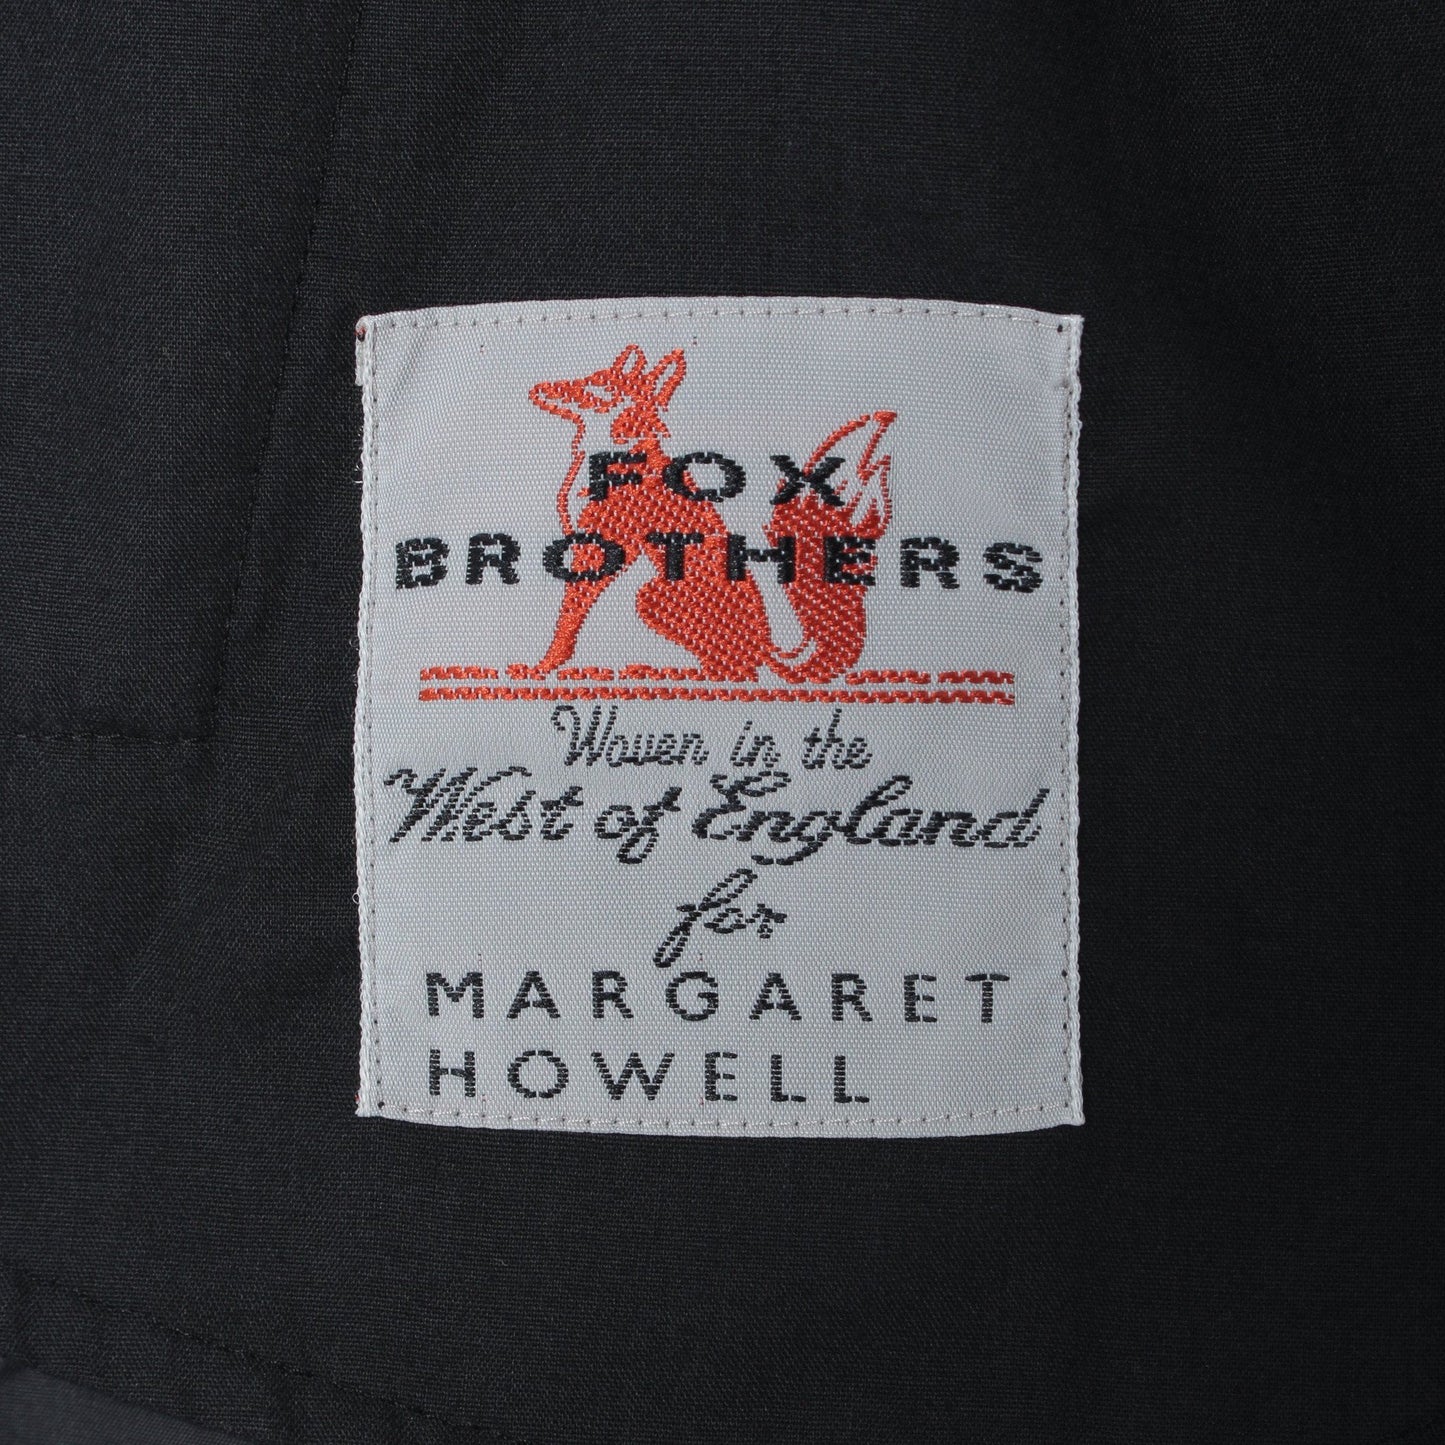 FOX
BROTHERS
Woven in the
West of England
for
MARGARET
HOWELL